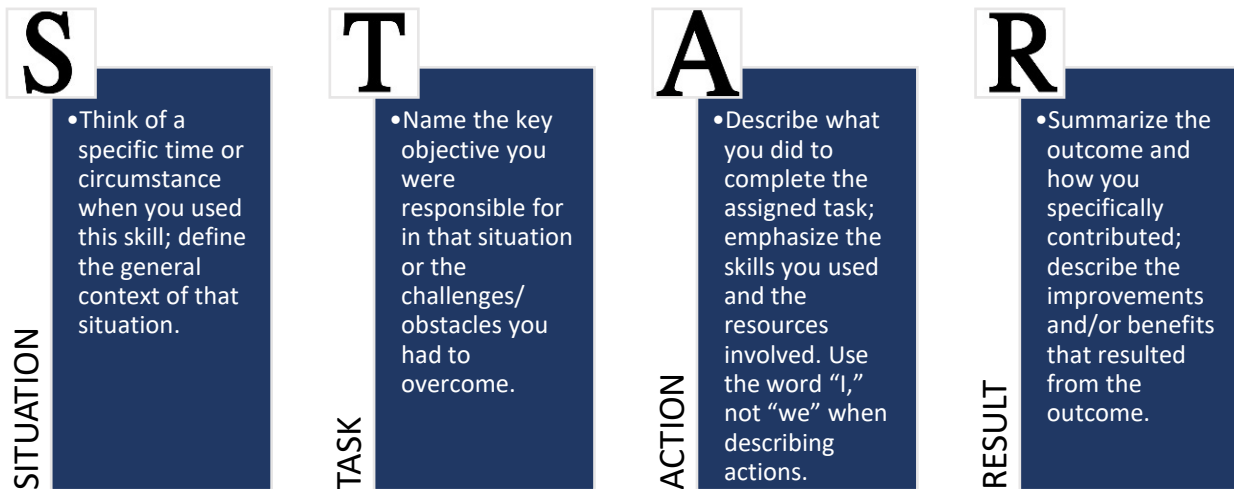 S
•Think of a
specific time or
circumstance
when you used
this skill; define
the general
context of that
situation.
SITUATION
T
•Name the key
objective you
were
responsible for
in that situation
or the
challenges/
obstacles you
had to
overcome.
TASK
A
•Describe what
you did to
complete the
assigned task;
emphasize the
skills you used
and the
resources
involved. Use
the word “I,”
not “we” when
describing
actions.
ACTION
R
•Summarize the
outcome and
how you
specifically
contributed;
describe the
improvements
and/or benefits
that resulted
from the
outcome.
RESULT